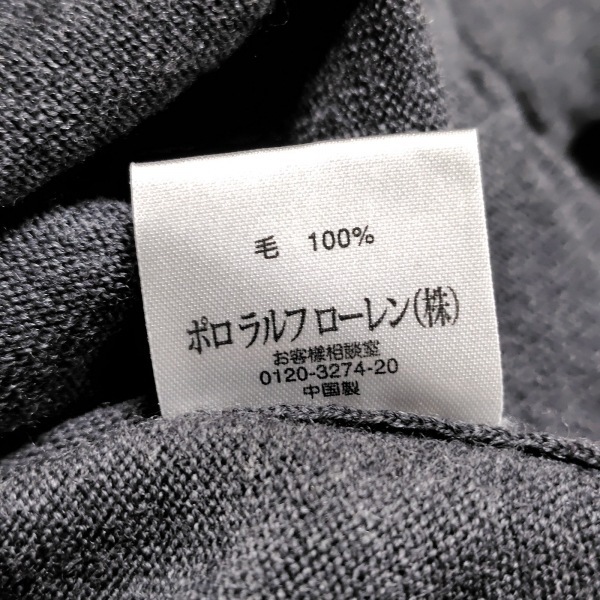 毛 100%
ポロ ラルフ ローレン(株)
お客様相談室
0120-3274-20
中国製